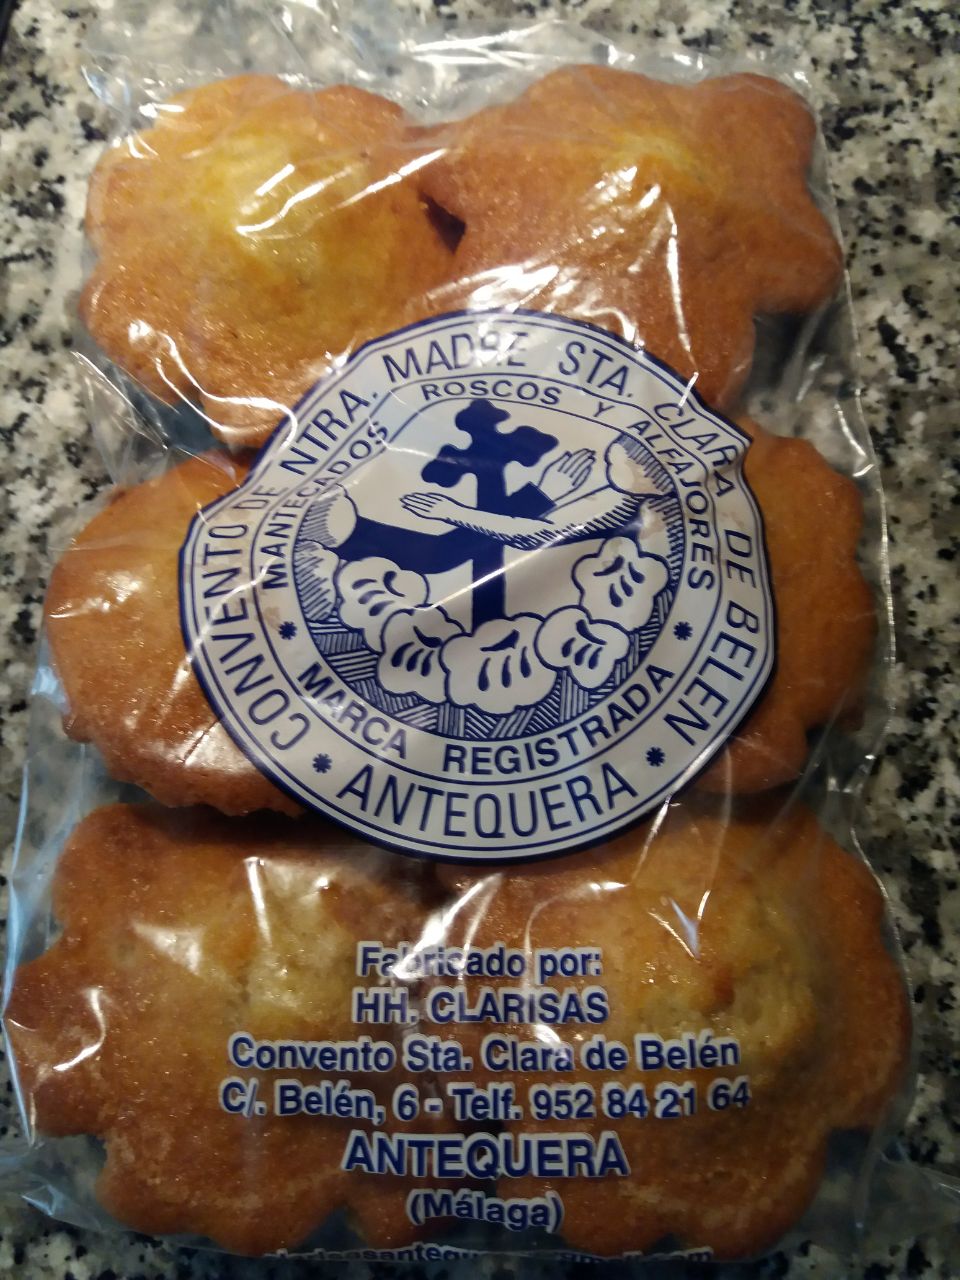 CONVENTO DE NTRA. MADRE STA. CLARA DE BELEN
* ANTEQUERA *
MANTECADOS ROSCOS Y ALFAJORES
* MARCA REGISTRADA *
Fabricado por:
HH. CLARISAS
Convento Sta. Clara de Belén
C/. Belén, 6 - Telf. 952 84 21 64
ANTEQUERA
(Málaga)